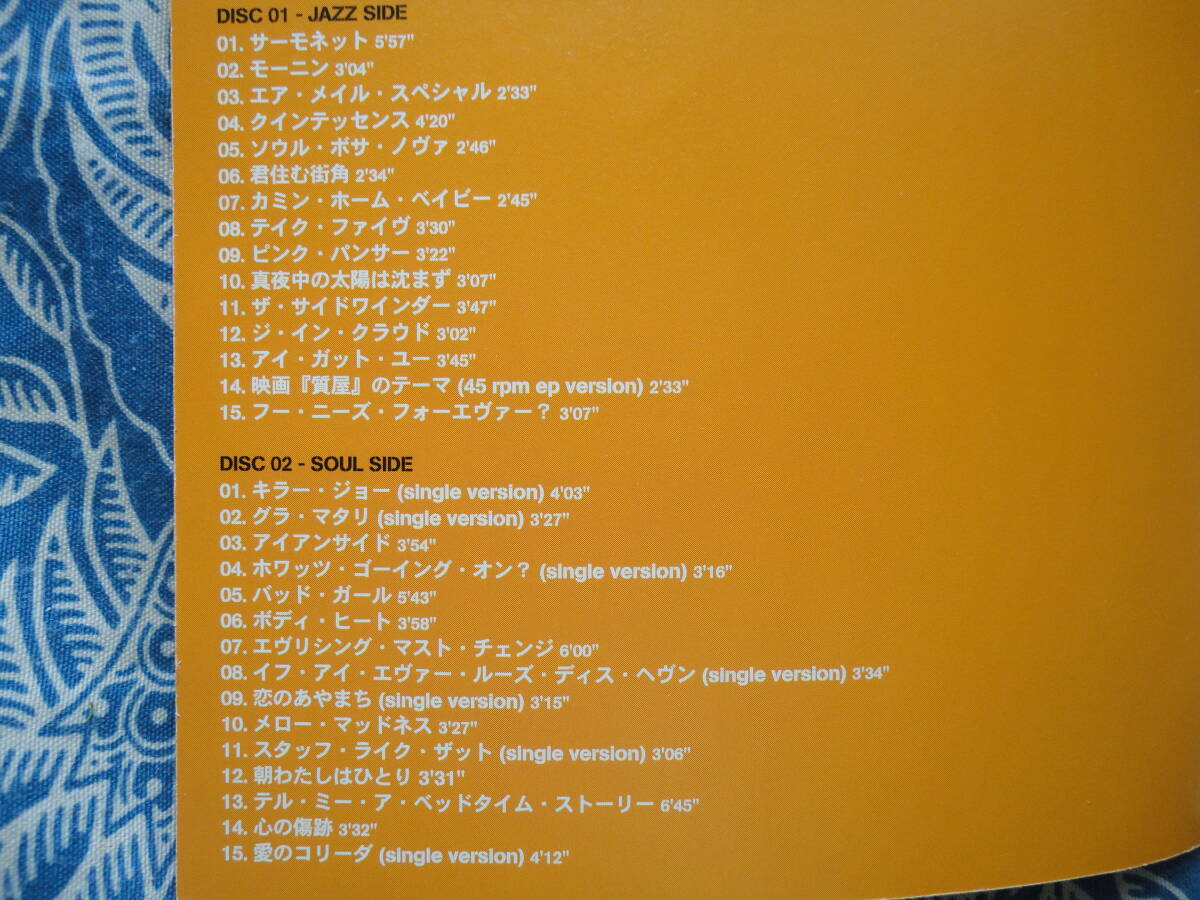 DISC 01 - JAZZ SIDE
01. サーモネット 5'57"
02. モーニン 3'04"
03. エア・メイル・スペシャル 2'33"
04. クインテッセンス 4'20"
05. ソウル・ボサ・ノヴァ 2'46"
06. 君住む街角 2'34"
07. カミン・ホーム・ベイビー 2'45"
08. テイク・ファイヴ 3'30"
09. ピンク・パンサー 3'22"
10. 真夜中の太陽は沈まず 3'07"
11. ザ・サイドワインダー 3'47"
12. ジ・イン・クラウド 3'02"
13. アイ・ガット・ユー 3'45"
14. 映画『質屋』のテーマ (45 rpm ep version) 2'33"
15. フー・ニーズ・フォーエヴァー？ 3'07"
DISC 02 - SOUL SIDE
01. キラー・ジョー (single version) 4'03"
02. グラ・マタリ (single version) 3'27"
03. アイアンサイド 3'54"
04. ホワッツ・ゴーイング・オン？ (single version) 3'16"
05. バッド・ガール 5'43"
06. ボディ・ヒート 3'58"
07. エヴリシング・マスト・チェンジ 6'00"
08. イフ・アイ・エヴァー・ルーズ・ディス・ヘヴン (single version) 3'34"
09. 恋のあやまち (single version) 3'15"
10. メロー・マッドネス 3'27"
11. スタッフ・ライク・ザット (single version) 3'06"
12. 朝わたしはひとり 3'31"
13. テル・ミー・ア・ベッドタイム・ストーリー 6'45"
14. 心の傷跡 3'32"
15. 愛のコリーダ (single version) 4'12"